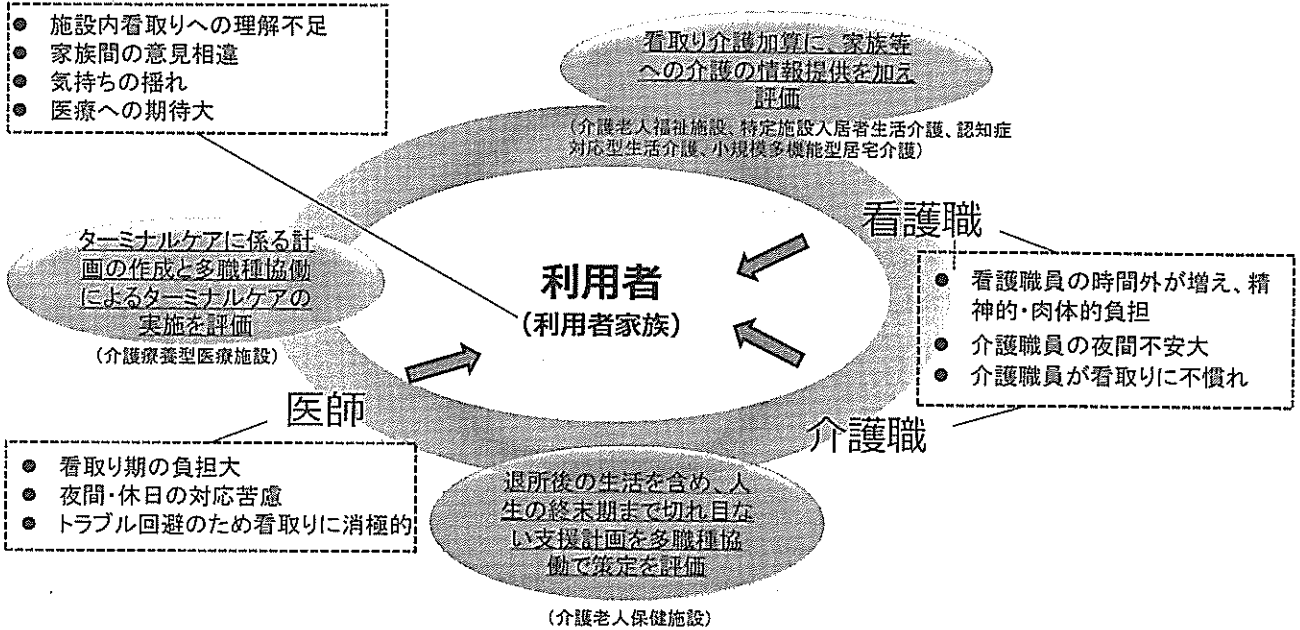 ● 施設内看取りへの理解不足
● 家族間の意見相違
● 気持ちの揺れ
● 医療への期待大
看取り介護加算に、家族等
への介護の情報提供を加え
評価
(介護老人福祉施設、特定施設入居者生活介護、認知症
対応型生活介護、小規模多機能型居宅介護)
ターミナルケアに係る計
画の作成と多職種協働
によるターミナルケアの
実施を評価
(介護療養型医療施設)
利用者
(利用者家族)
看護職
● 看護職員の時間外が増え、精
神的・肉体的負担
● 介護職員の夜間不安大
● 介護職員が看取りに不慣れ
医師
介護職
● 看取り期の負担大
● 夜間・休日の対応苦慮
● トラブル回避のため看取りに消極的
退所後の生活を含め、人
生の終末期まで切れ目な
い支援計画を多職種協
働で策定を評価
(介護老人保健施設)